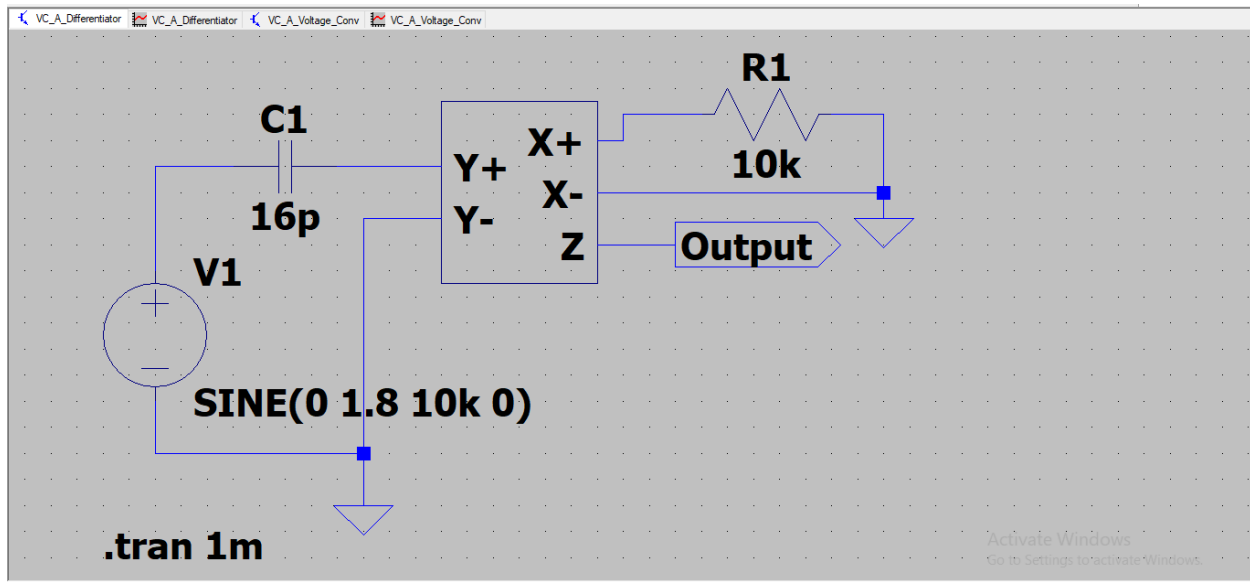 VC_A_Differentiator VC_A_Differentiator VC_A_Voltage_Conv VC_A_Voltage_Conv
R1
C1
X+
Y+
10k
X-
16p
Y-
Z
Output
V1
SINE(0 1.8 10k 0)
.tran 1m
Activate Windows
Go to Settings to activate Windows.